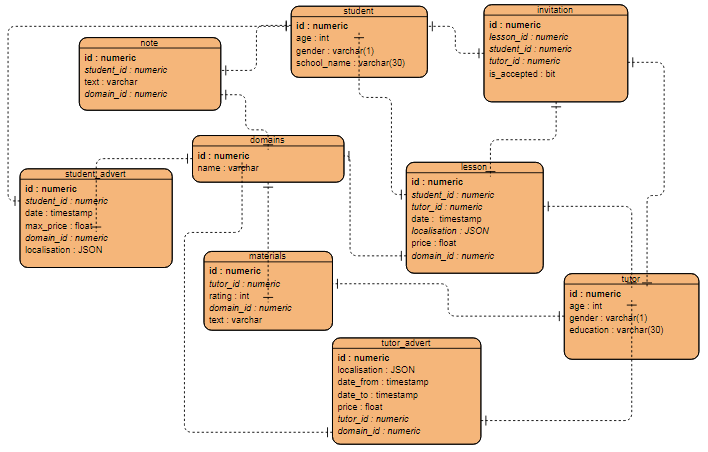 student
id : numeric
age : int
gender : varchar(1)
school_name : varchar(30)
invitation
id : numeric
lesson_id : numeric
student_id : numeric
tutor_id : numeric
is_accepted : bit
note
id : numeric
student_id : numeric
text : varchar
domain_id : numeric
domains
id : numeric
name : varchar
student_advert
id : numeric
student_id : numeric
date : timestamp
max_price : float
domain_id : numeric
localisation : JSON
lesson
id : numeric
student_id : numeric
tutor_id : numeric
date : timestamp
localisation : JSON
price : float
domain_id : numeric
materials
id : numeric
tutor_id : numeric
rating : int
domain_id : numeric
text : varchar
tutor
id : numeric
age : int
gender : varchar(1)
education : varchar(30)
tutor_advert
id : numeric
localisation : JSON
date_from : timestamp
date_to : timestamp
price : float
tutor_id : numeric
domain_id : numeric